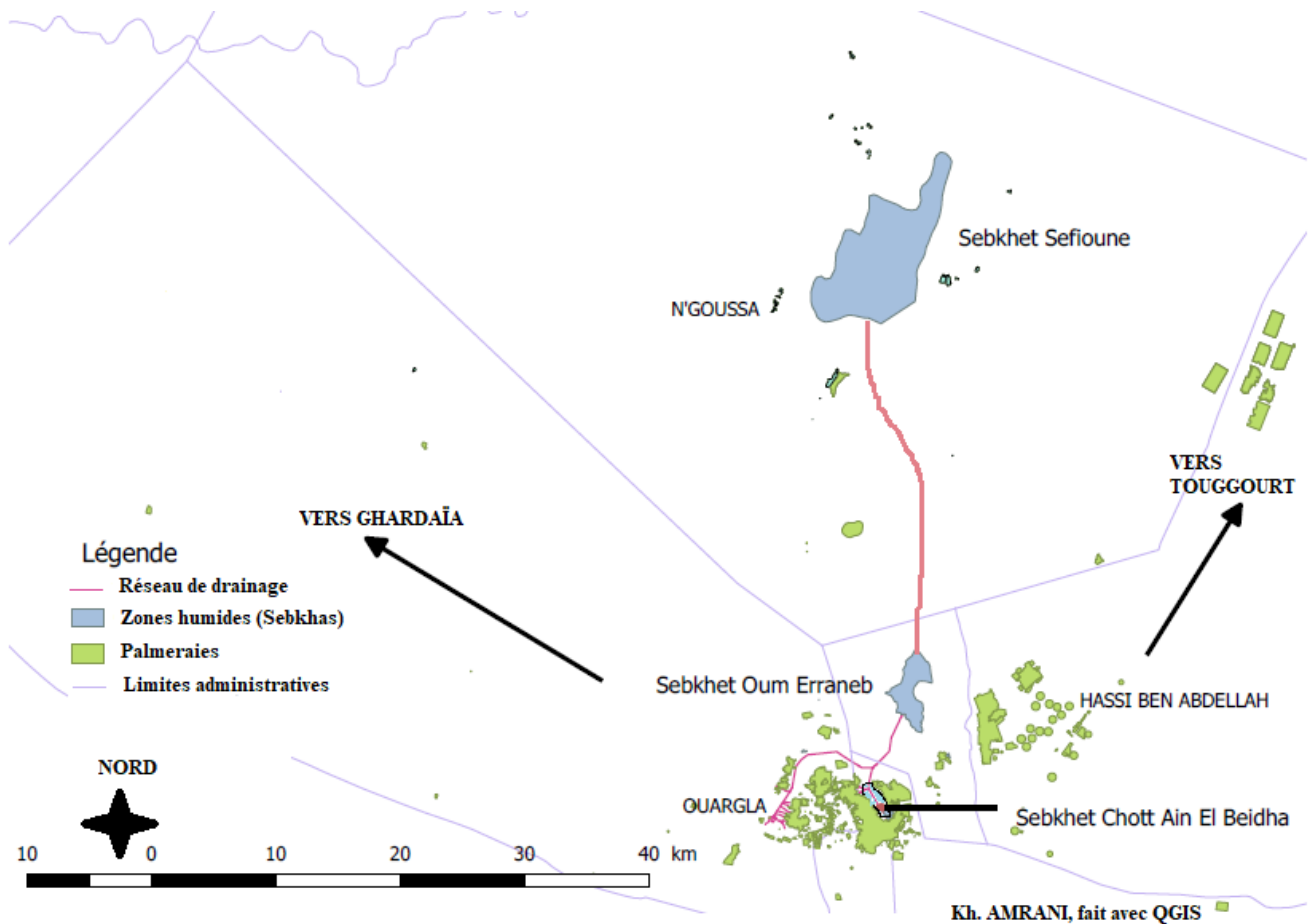 Sebkhet Sefioune
N'GOUSSA
VERS
TOUGGOURT
VERS GHARDAÏA
Légende
Réseau de drainage
Zones humides (Sebkhas)
Palmeraies
Limites administratives
Sebkhet Oum Erraneb
HASSI BEN ABDELLAH
NORD
OUARGLA
Sebkhet Chott Ain El Beidha
10 0 10 20 30 40 km
Kh. AMRANI, fait avec QGIS